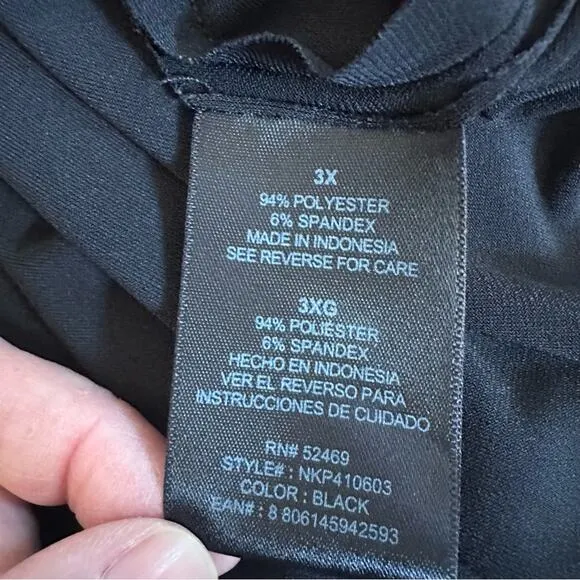 3X
94% POLYESTER
6% SPANDEX
MADE IN INDONESIA
SEE REVERSE FOR CARE
3XG
94% POLIÉSTER
6% SPANDEX
HECHO EN INDONESIA
VER EL REVERSO PARA
INSTRUCCIONES DE CUIDADO
RN# 52469
STYLE# : NKP410603
COLOR : BLACK
EAN# : 8 806145942593